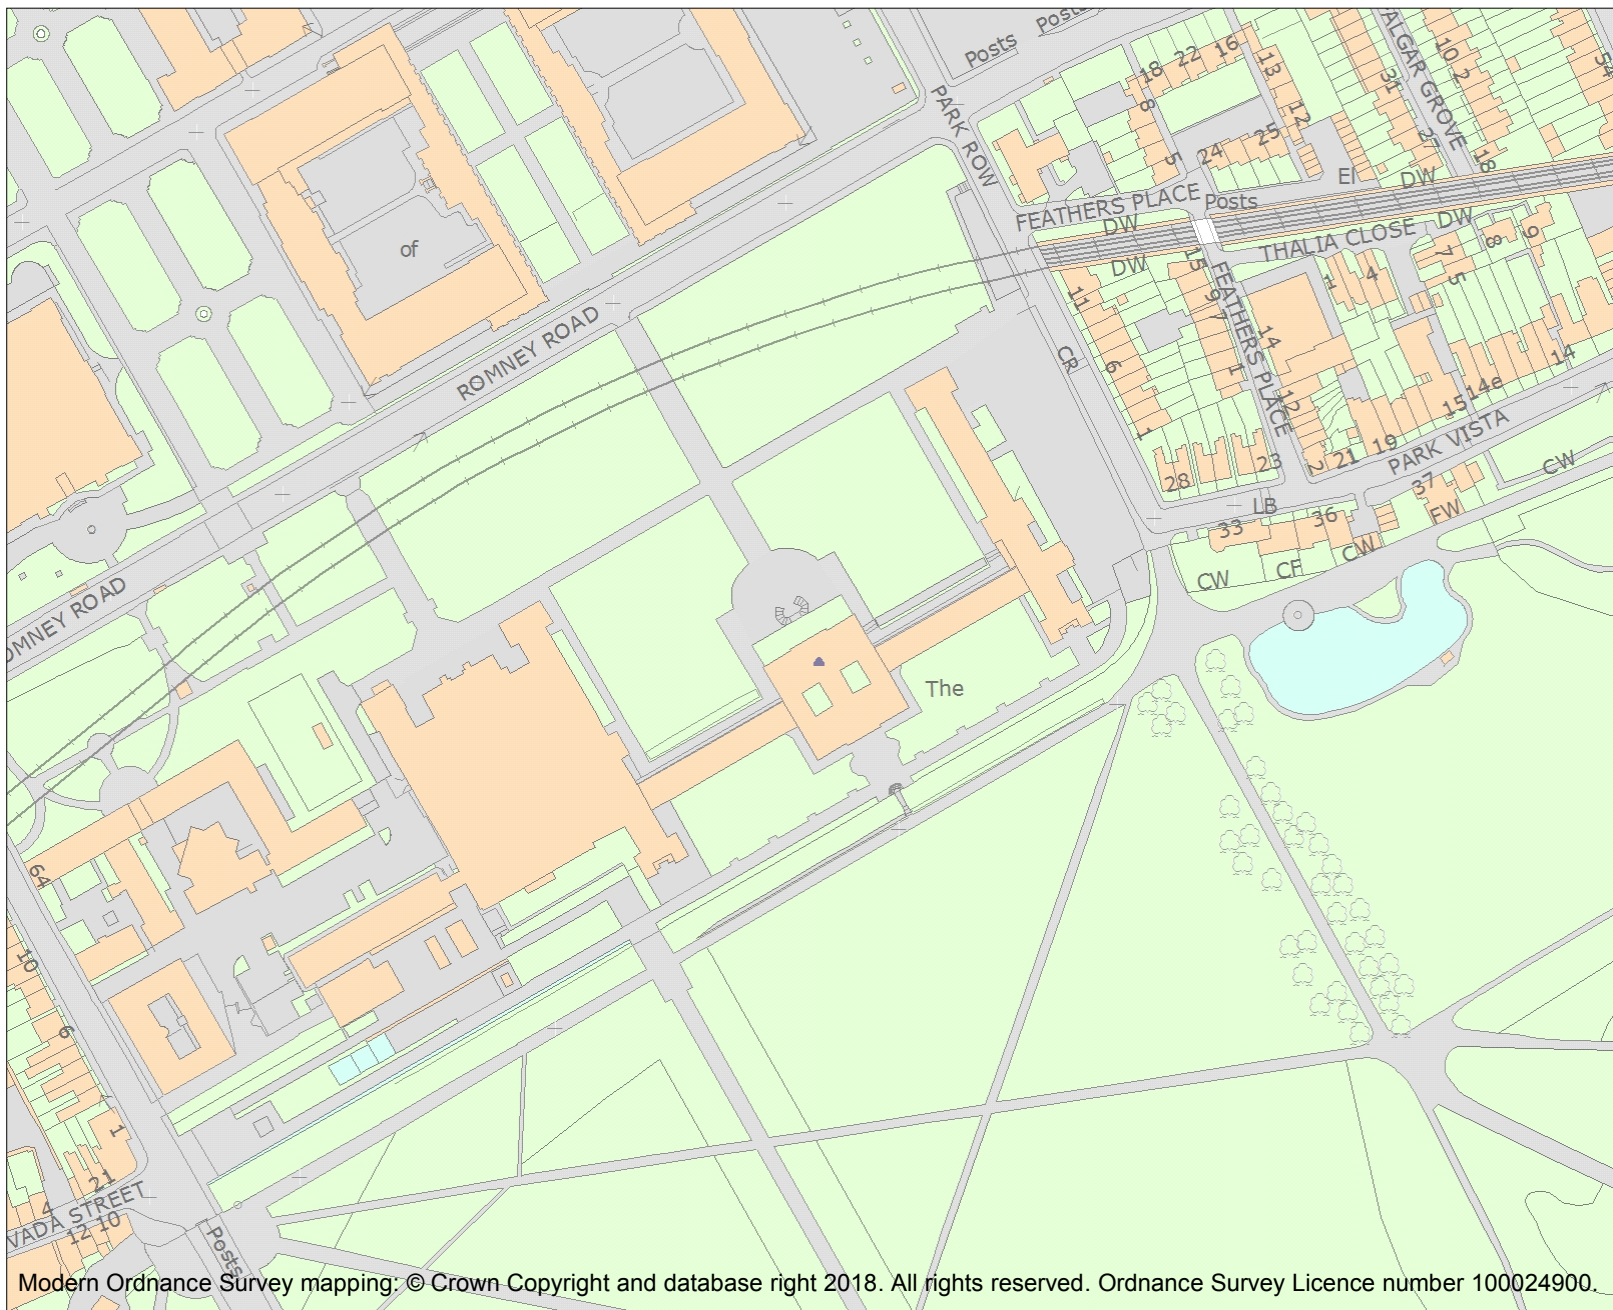 Posts
Posts
18
22
16
13
8
12
5
24
25
31
27
ALGAR GROVE
10
2
18
54
PARK ROW
FEATHERS PLACE
Posts
EI
DW
DW
DW
DW
THALIA CLOSE
8
9
7
5
4
1
15
9
7
1
FEATHERS PLACE
14
12
2
11
6
1
CR
28
23
21
19
15
14e
14
PARK VISTA
CW
37
FW
LB
33
36
CW
CF
CW
of
ROMNEY ROAD
OMNEY ROAD
The
64
10
6
1
21
4
VADA STREET
12
10
Posts
Modern Ordnance Survey mapping: © Crown Copyright and database right 2018. All rights reserved. Ordnance Survey Licence number 100024900.